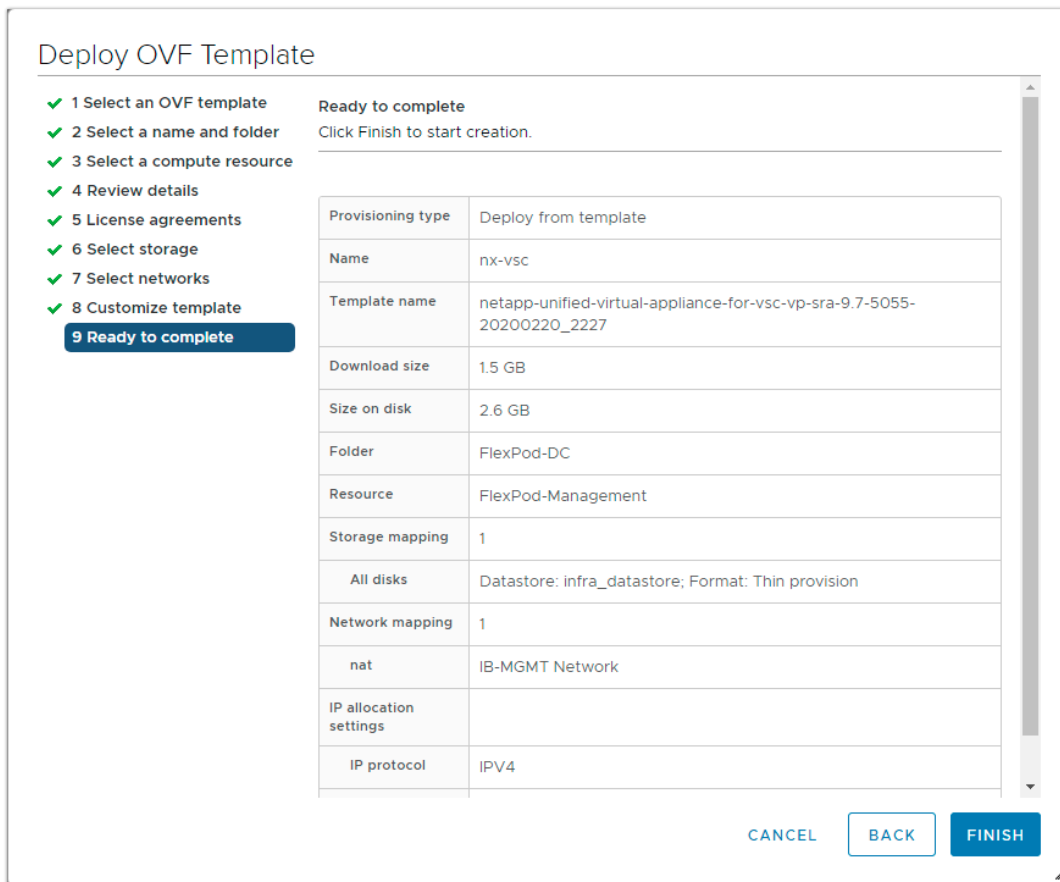 Deploy OVF Template
1 Select an OVF template
2 Select a name and folder
3 Select a compute resource
4 Review details
5 License agreements
6 Select storage
7 Select networks
8 Customize template
9 Ready to complete
Ready to complete
Click Finish to start creation.
Provisioning type Deploy from template
Name nx-vsc
Template name netapp-unified-virtual-appliance-for-vsc-vp-sra-9.7-5055-
20200220_2227
Download size 1.5 GB
Size on disk 2.6 GB
Folder FlexPod-DC
Resource FlexPod-Management
Storage mapping 1
All disks Datastore: infra_datastore; Format: Thin provision
Network mapping 1
nat IB-MGMT Network
IP allocation
settings
IP protocol IPV4
CANCEL BACK FINISH